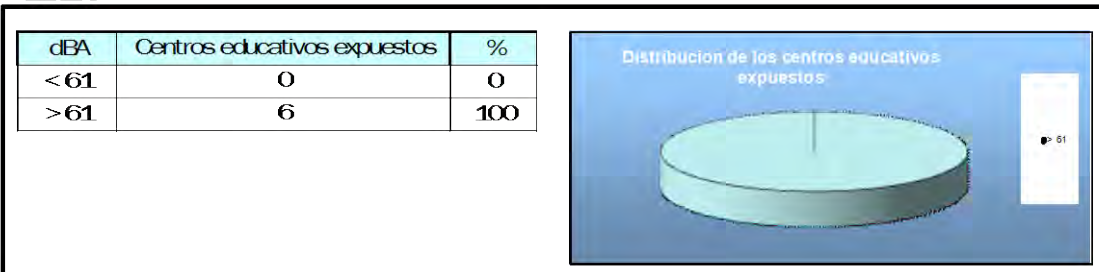 dBA Centros educativos expuestos %
<61 0 0
>61 6 100
Distribucion de los centros educativos
expuestos
> 61